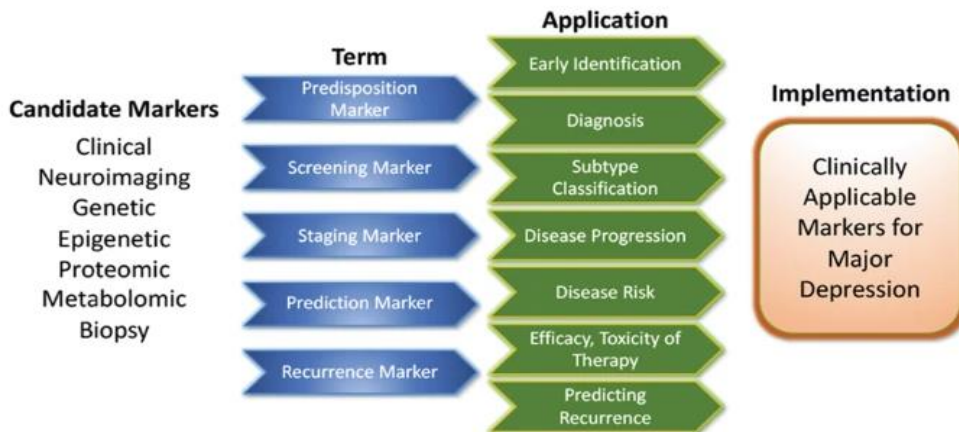 Candidate Markers
Clinical
Neuroimaging
Genetic
Epigenetic
Proteomic
Metabolomic
Biopsy
Term
Predisposition
Marker
Screening Marker
Staging Marker
Prediction Marker
Recurrence Marker
Application
Early Identification
Diagnosis
Subtype
Classification
Disease Progression
Disease Risk
Efficacy, Toxicity of
Therapy
Predicting
Recurrence
Implementation
Clinically
Applicable
Markers for
Major
Depression